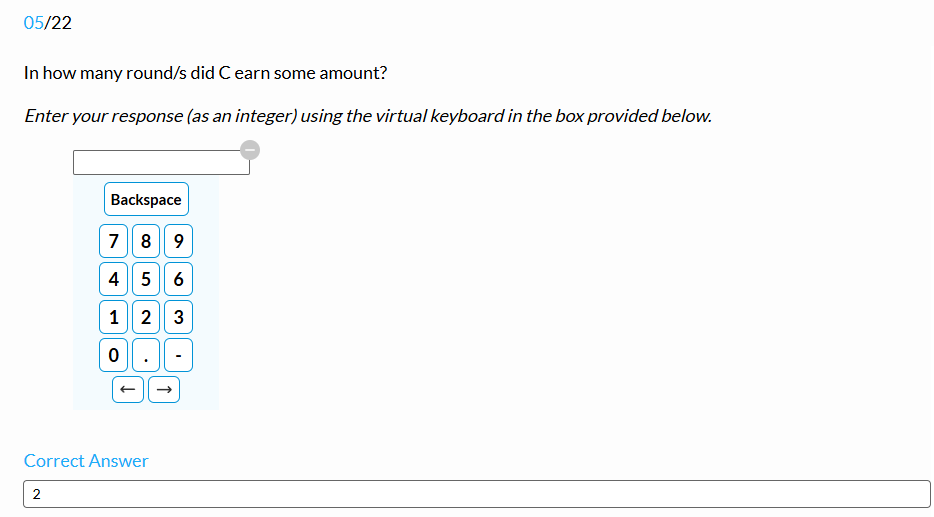 05/22
In how many round/s did C earn some amount?
Enter your response (as an integer) using the virtual keyboard in the box provided below.
Backspace
7 8 9
4 5 6
1 2 3
0 . -
← →
Correct Answer
2